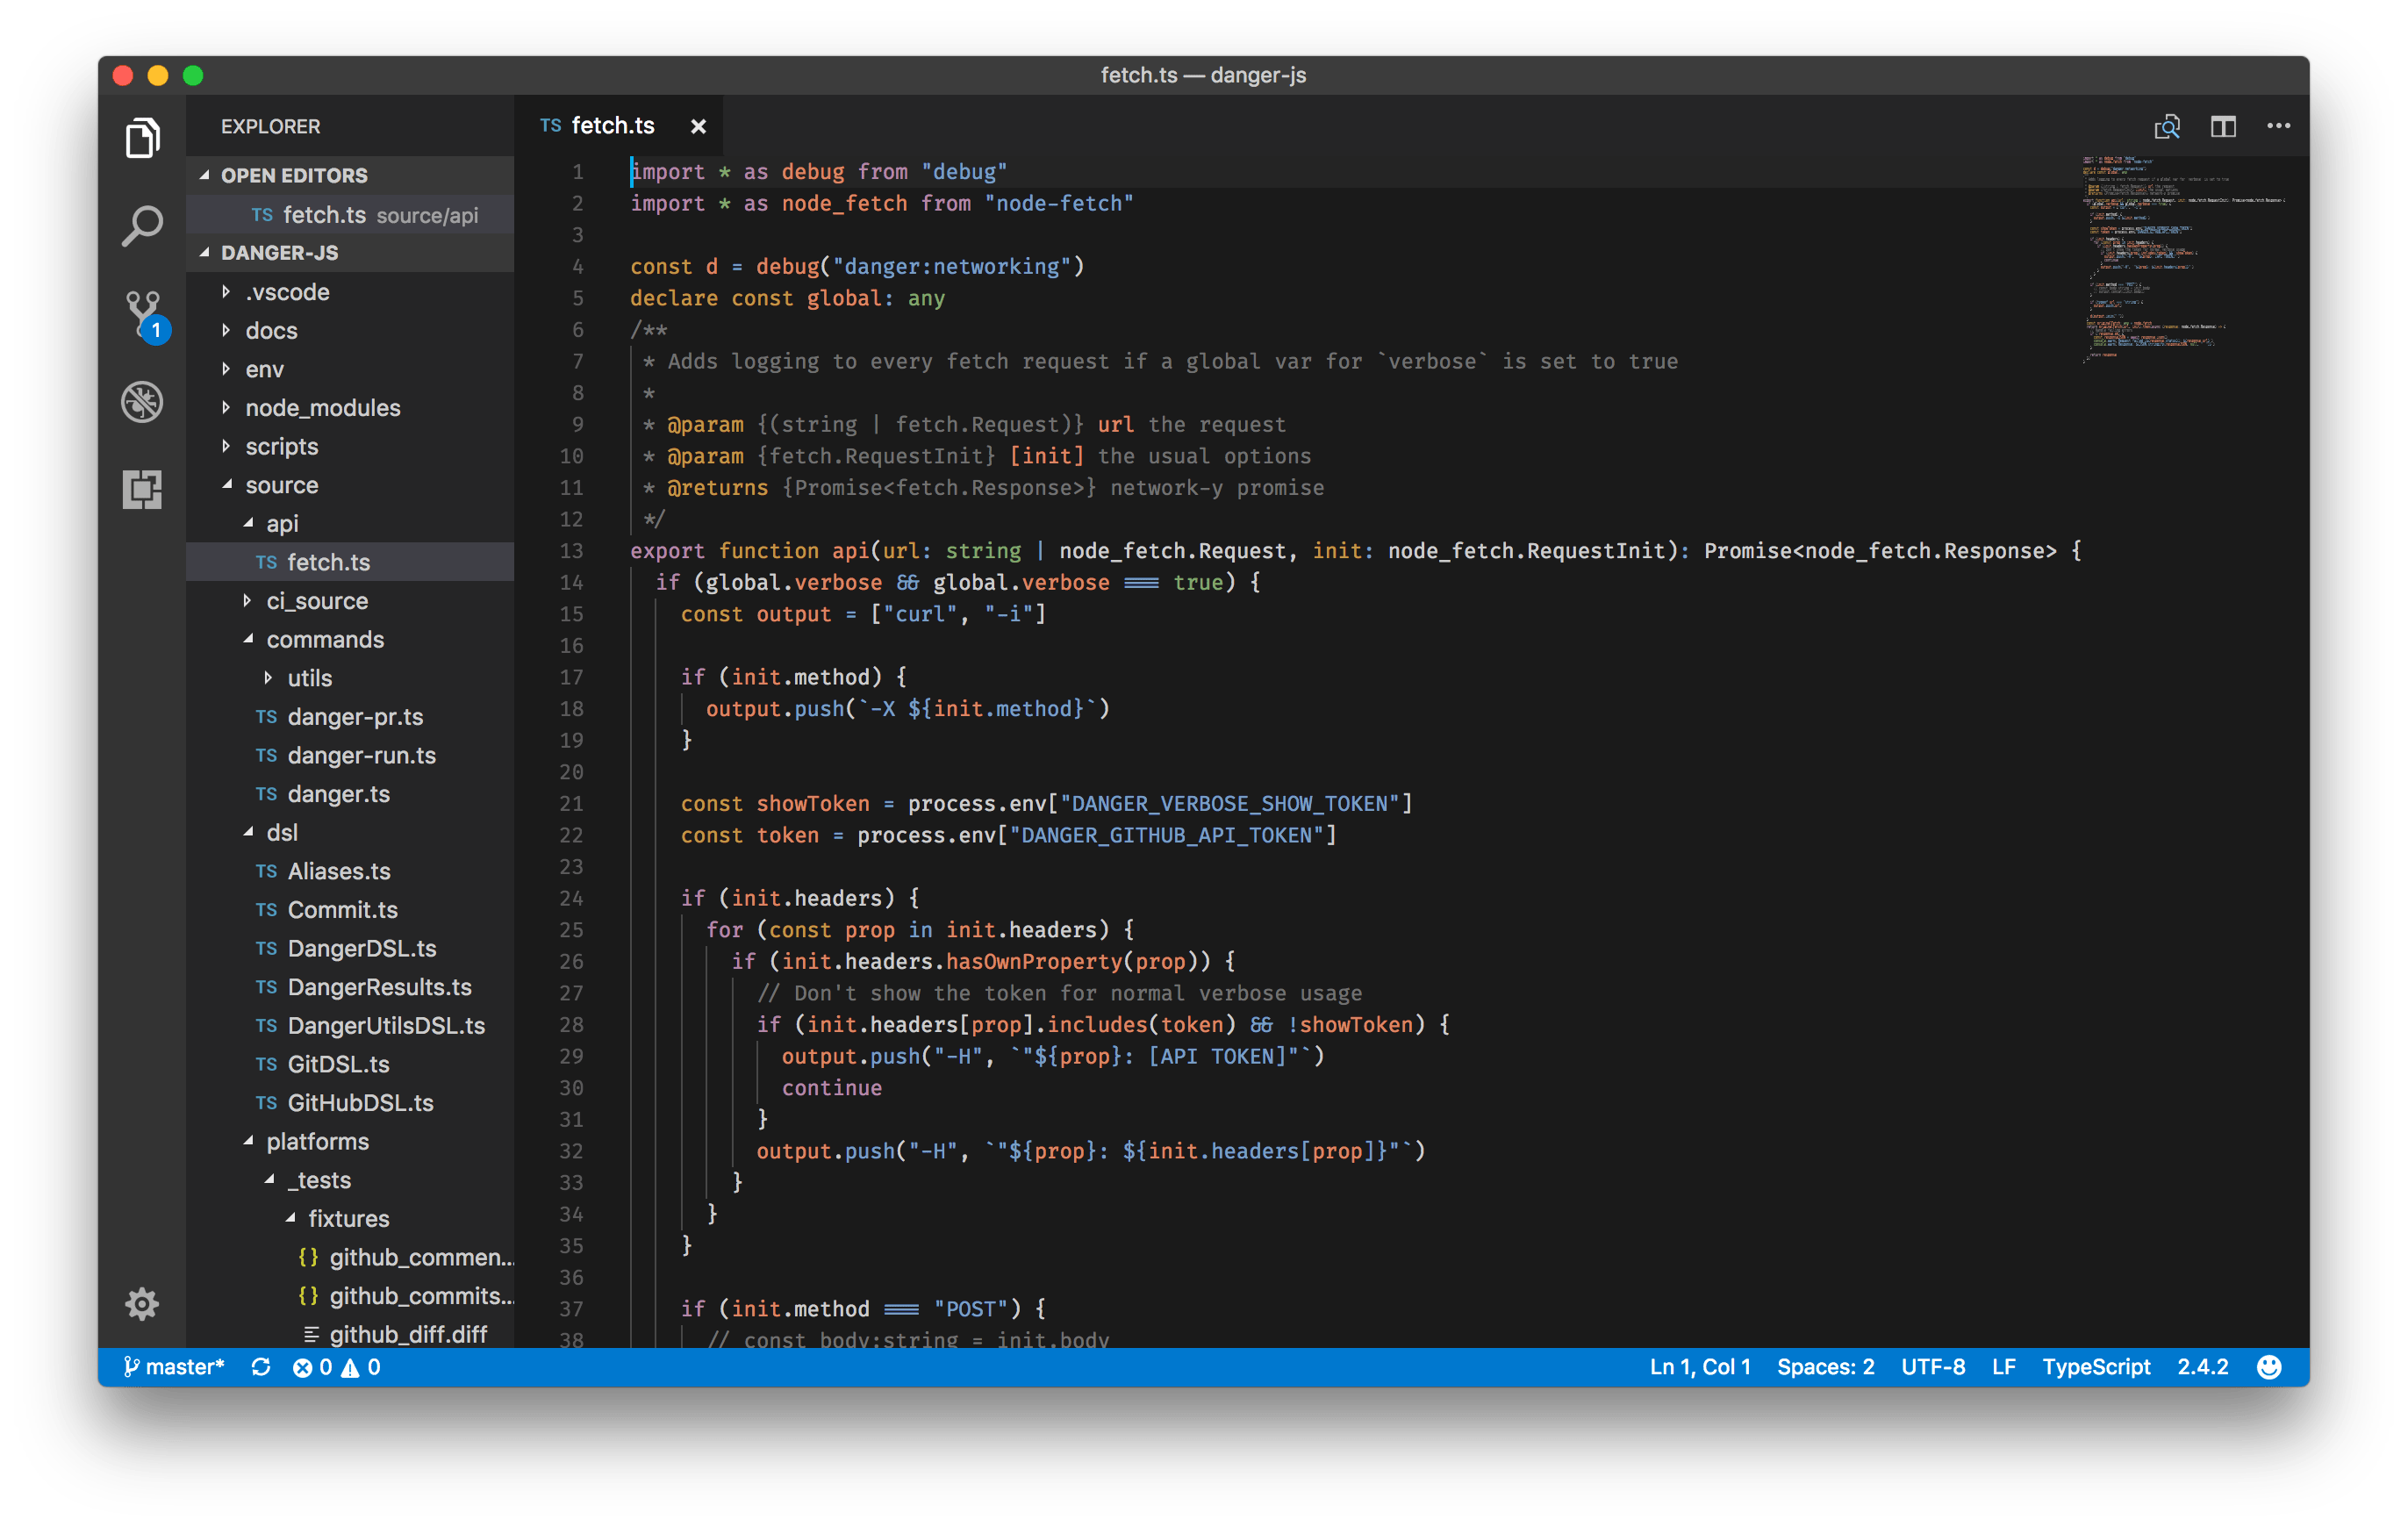 fetch.ts — danger-js
EXPLORER
OPEN EDITORS
TS fetch.ts source/api
DANGER-JS
.vscode
docs
env
node_modules
scripts
source
api
TS fetch.ts
ci_source
commands
utils
TS danger-pr.ts
TS danger-run.ts
TS danger.ts
dsl
TS Aliases.ts
TS Commit.ts
TS DangerDSL.ts
TS DangerResults.ts
TS DangerUtilsDSL.ts
TS GitDSL.ts
TS GitHubDSL.ts
platforms
_tests
fixtures
{} github_commen...
{} github_commits...
github_diff.diff
1
TS fetch.ts ×
1 import * as debug from "debug"
2 import * as node_fetch from "node-fetch"
3
4 const d = debug("danger:networking")
5 declare const global: any
6 /**
7 * Adds logging to every fetch request if a global var for `verbose` is set to true
8 *
9 * @param {(string | fetch.Request)} url the request
10 * @param {fetch.RequestInit} [init] the usual options
11 * @returns {Promise<fetch.Response>} network-y promise
12 */
13 export function api(url: string | node_fetch.Request, init: node_fetch.RequestInit): Promise<node_fetch.Response> {
14 if (global.verbose && global.verbose === true) {
15 const output = ["curl", "-i"]
16
17 if (init.method) {
18 output.push(`-X ${init.method}`)
19 }
20
21 const showToken = process.env["DANGER_VERBOSE_SHOW_TOKEN"]
22 const token = process.env["DANGER_GITHUB_API_TOKEN"]
23
24 if (init.headers) {
25 for (const prop in init.headers) {
26 if (init.headers.hasOwnProperty(prop)) {
27 // Don't show the token for normal verbose usage
28 if (init.headers[prop].includes(token) && !showToken) {
29 output.push("-H", `"${prop}: [API TOKEN]"`)
30 continue
31 }
32 output.push("-H", `"${prop}: ${init.headers[prop]}"`)
33 }
34 }
35 }
36
37 if (init.method === "POST") {
38 // const body:string = init.body
master* 0 0
Ln 1, Col 1 Spaces: 2 UTF-8 LF TypeScript 2.4.2